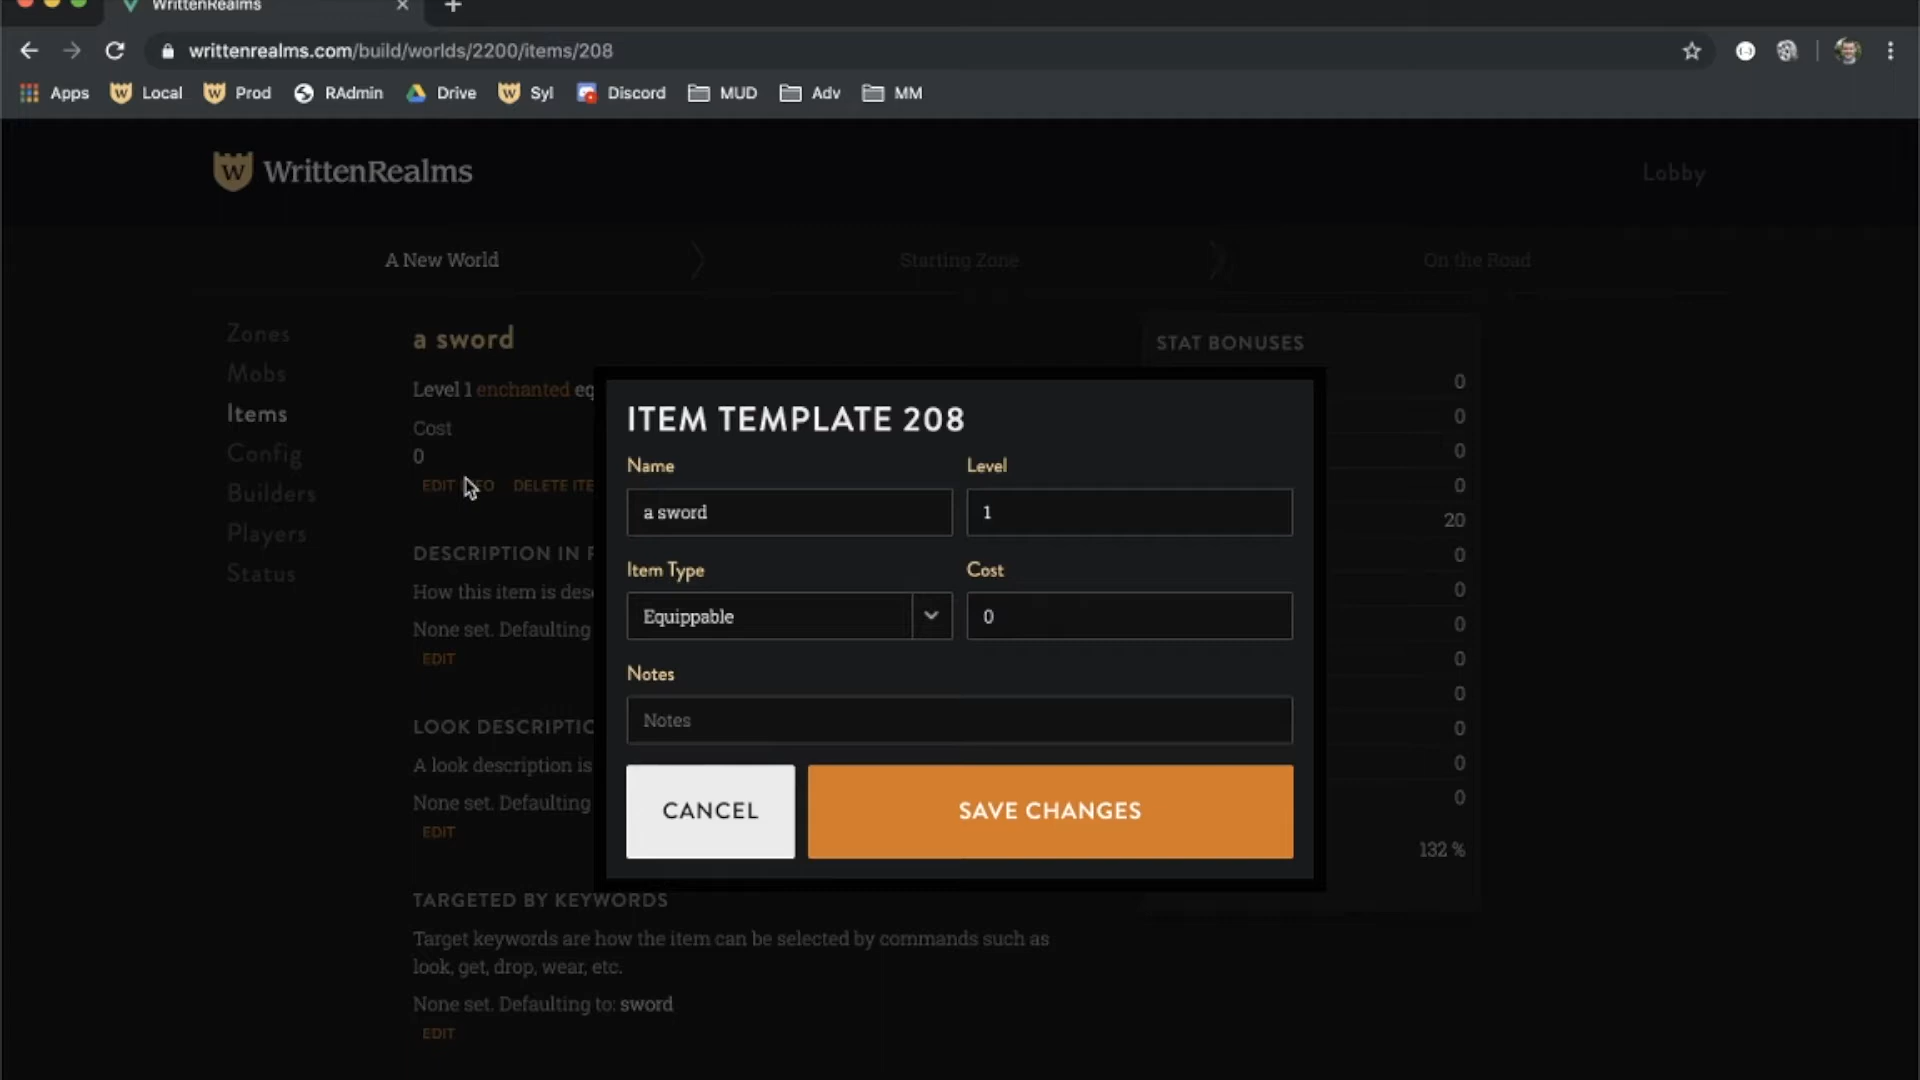 WrittenRealms
writtenrealms.com/build/worlds/2200/items/208
Apps Local Prod RAdmin Drive Syl Discord MUD Adv MM
W WrittenRealms
Lobby
A New World Starting Zone On the Road
Zones
Mobs
Items
Config
Builders
Players
Status
a sword
Level 1 enchanted eq
Cost
0
EDIT DELETE ITE
DESCRIPTION IN
How this item is des
None set. Defaulting
EDIT
LOOK DESCRIPTIO
A look description is
None set. Defaulting
EDIT
TARGETED BY KEYWORDS
Target keywords are how the item can be selected by commands such as
look, get, drop, wear, etc.
None set. Defaulting to: sword
EDIT
ITEM TEMPLATE 208
Name Level
a sword 1
Item Type Cost
Equippable 0
Notes
Notes
CANCEL SAVE CHANGES
STAT BONUSES
0
0
0
0
20
0
0
0
0
0
0
0
0
132 %